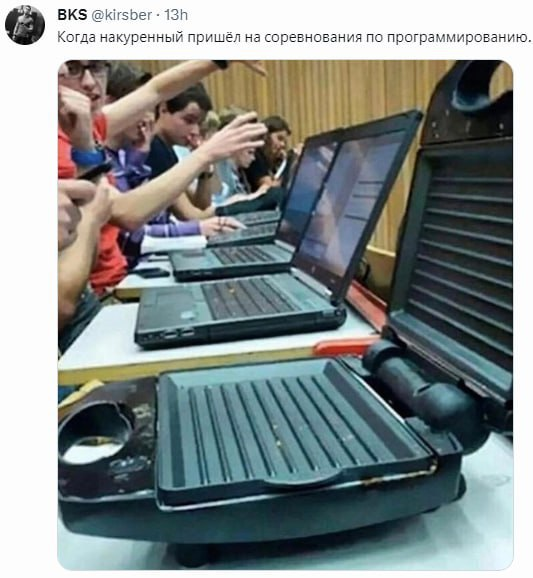 BKS @kirsber · 13h
Когда накуренный пришёл на соревнования по программированию.